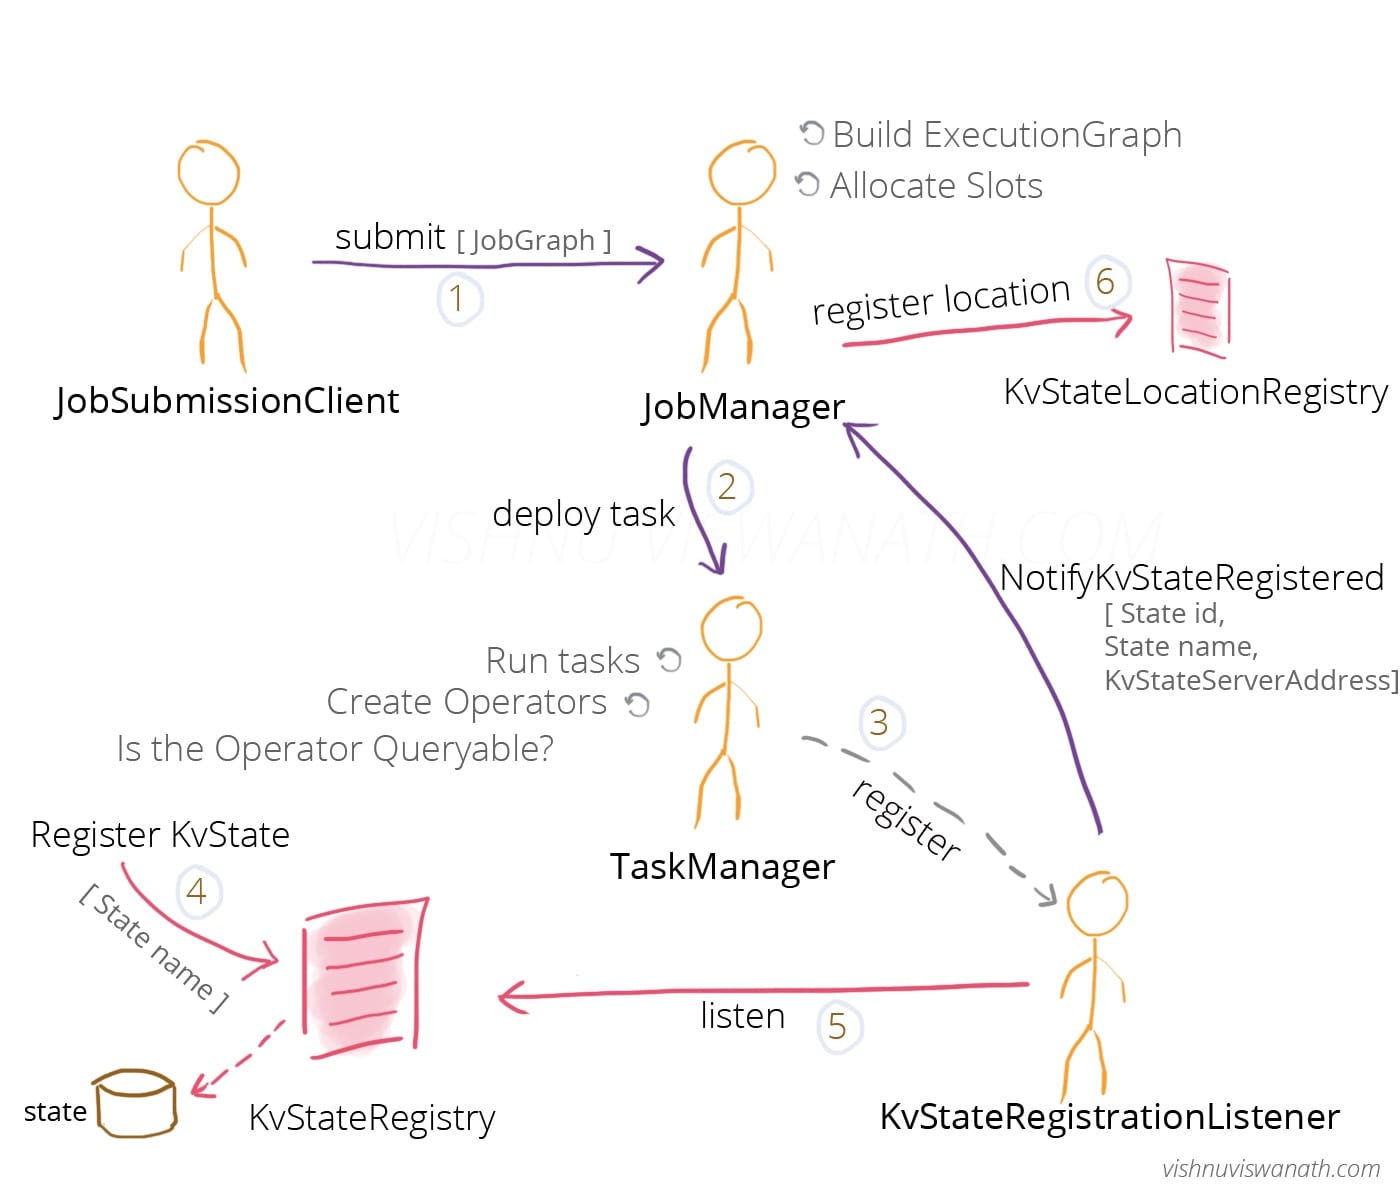 Build ExecutionGraph
Allocate Slots
submit [ JobGraph ]
1
register location 6
JobSubmissionClient
JobManager
KvStateLocationRegistry
2
deploy task
VISHNU VISWANATH.COM
NotifyKvStateRegistered
[ State id,
State name,
KvStateServerAddress]
Run tasks
Create Operators
Is the Operator Queryable?
3
register
TaskManager
Register KvState
4
[ State name ]
listen
5
state
KvStateRegistry
KvStateRegistrationListener
vishnuviswanath.com